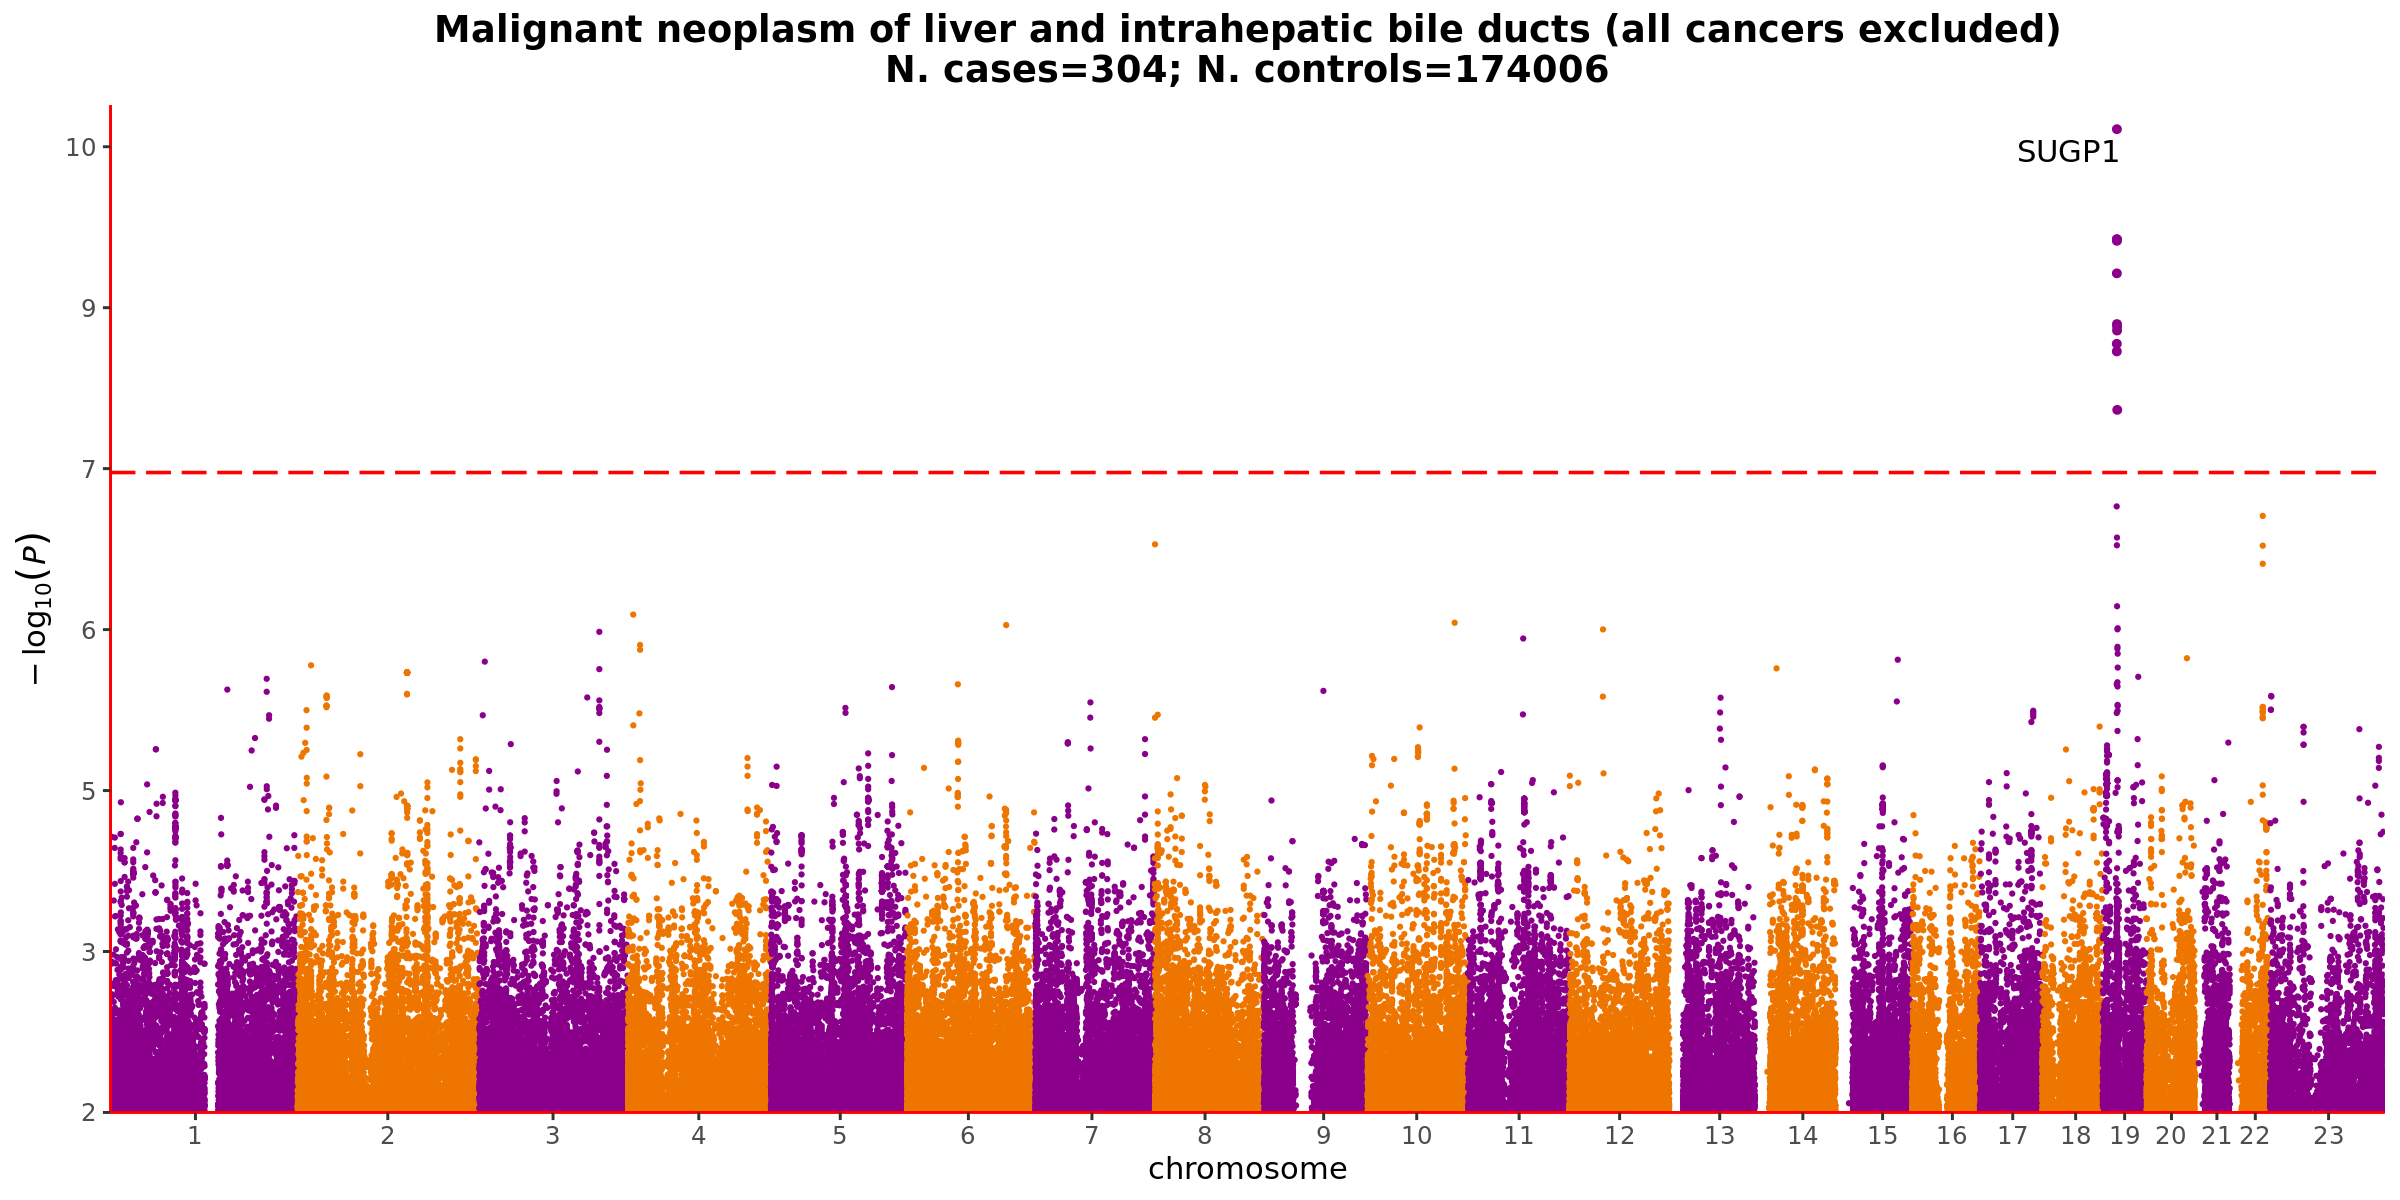 Malignant neoplasm of liver and intrahepatic bile ducts (all cancers excluded)
N. cases=304; N. controls=174006
10
SUGP1
9
7
6
5
3
2
−log₁₀(P)
1 2 3 4 5 6 7 8 9 10 11 12 13 14 15 16 17 18 19 20 21 22 23
chromosome